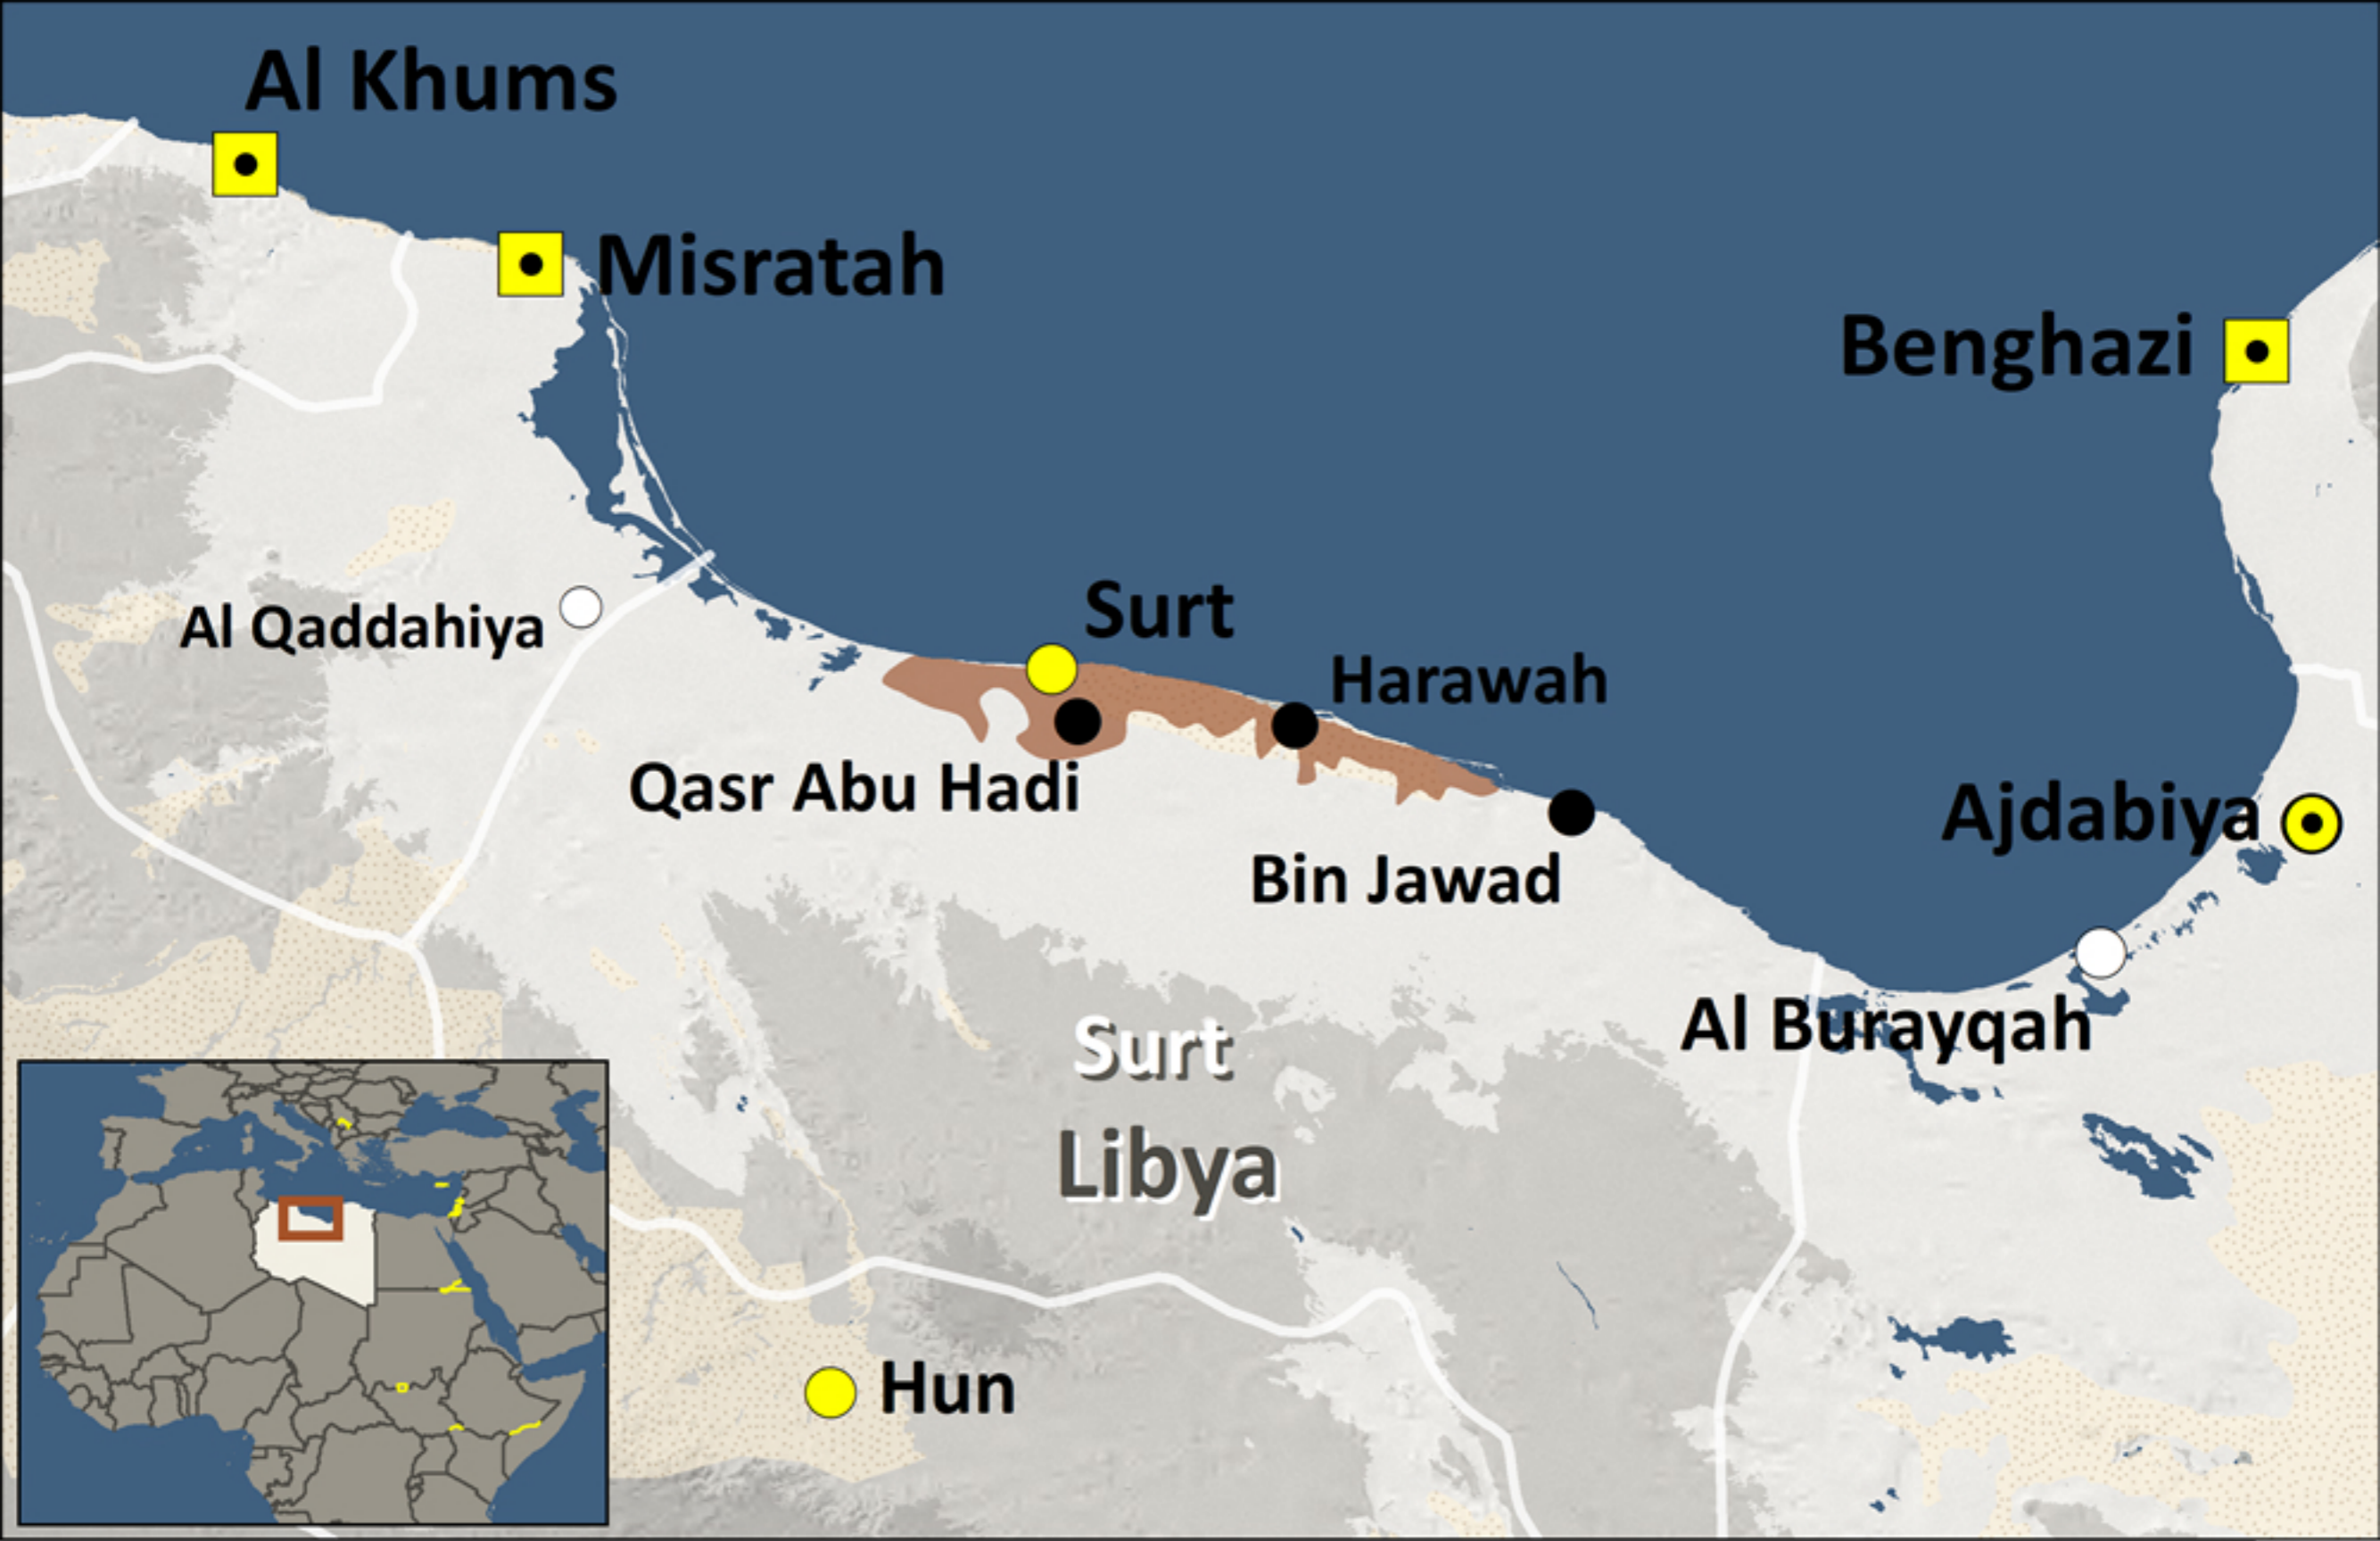 Al Khums
Misratah
Benghazi
Surt
Al Qaddahiya
Harawah
Qasr Abu Hadi
Ajdabiya
Bin Jawad
Al Burayqah
Surt
Libya
Hun